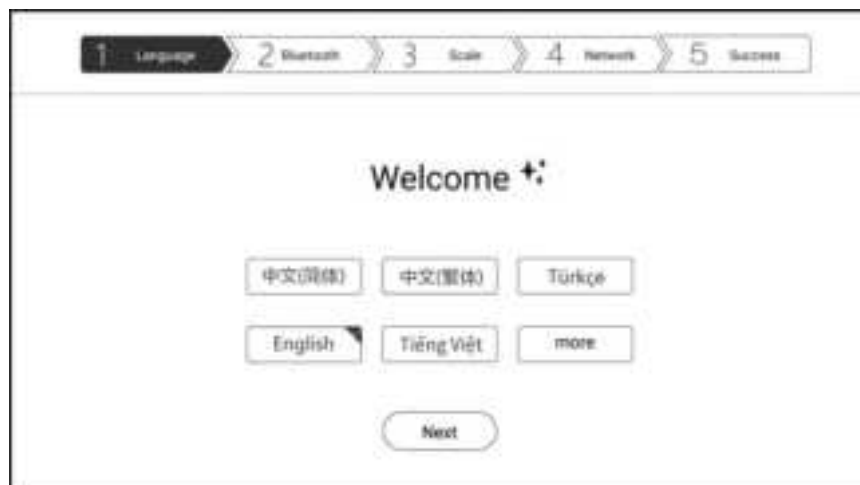 1 Language 2 Bluetooth 3 Scale 4 Network 5 Success
Welcome
中文(简体) 中文(繁体) Türkçe
English Tiếng Việt more
Next